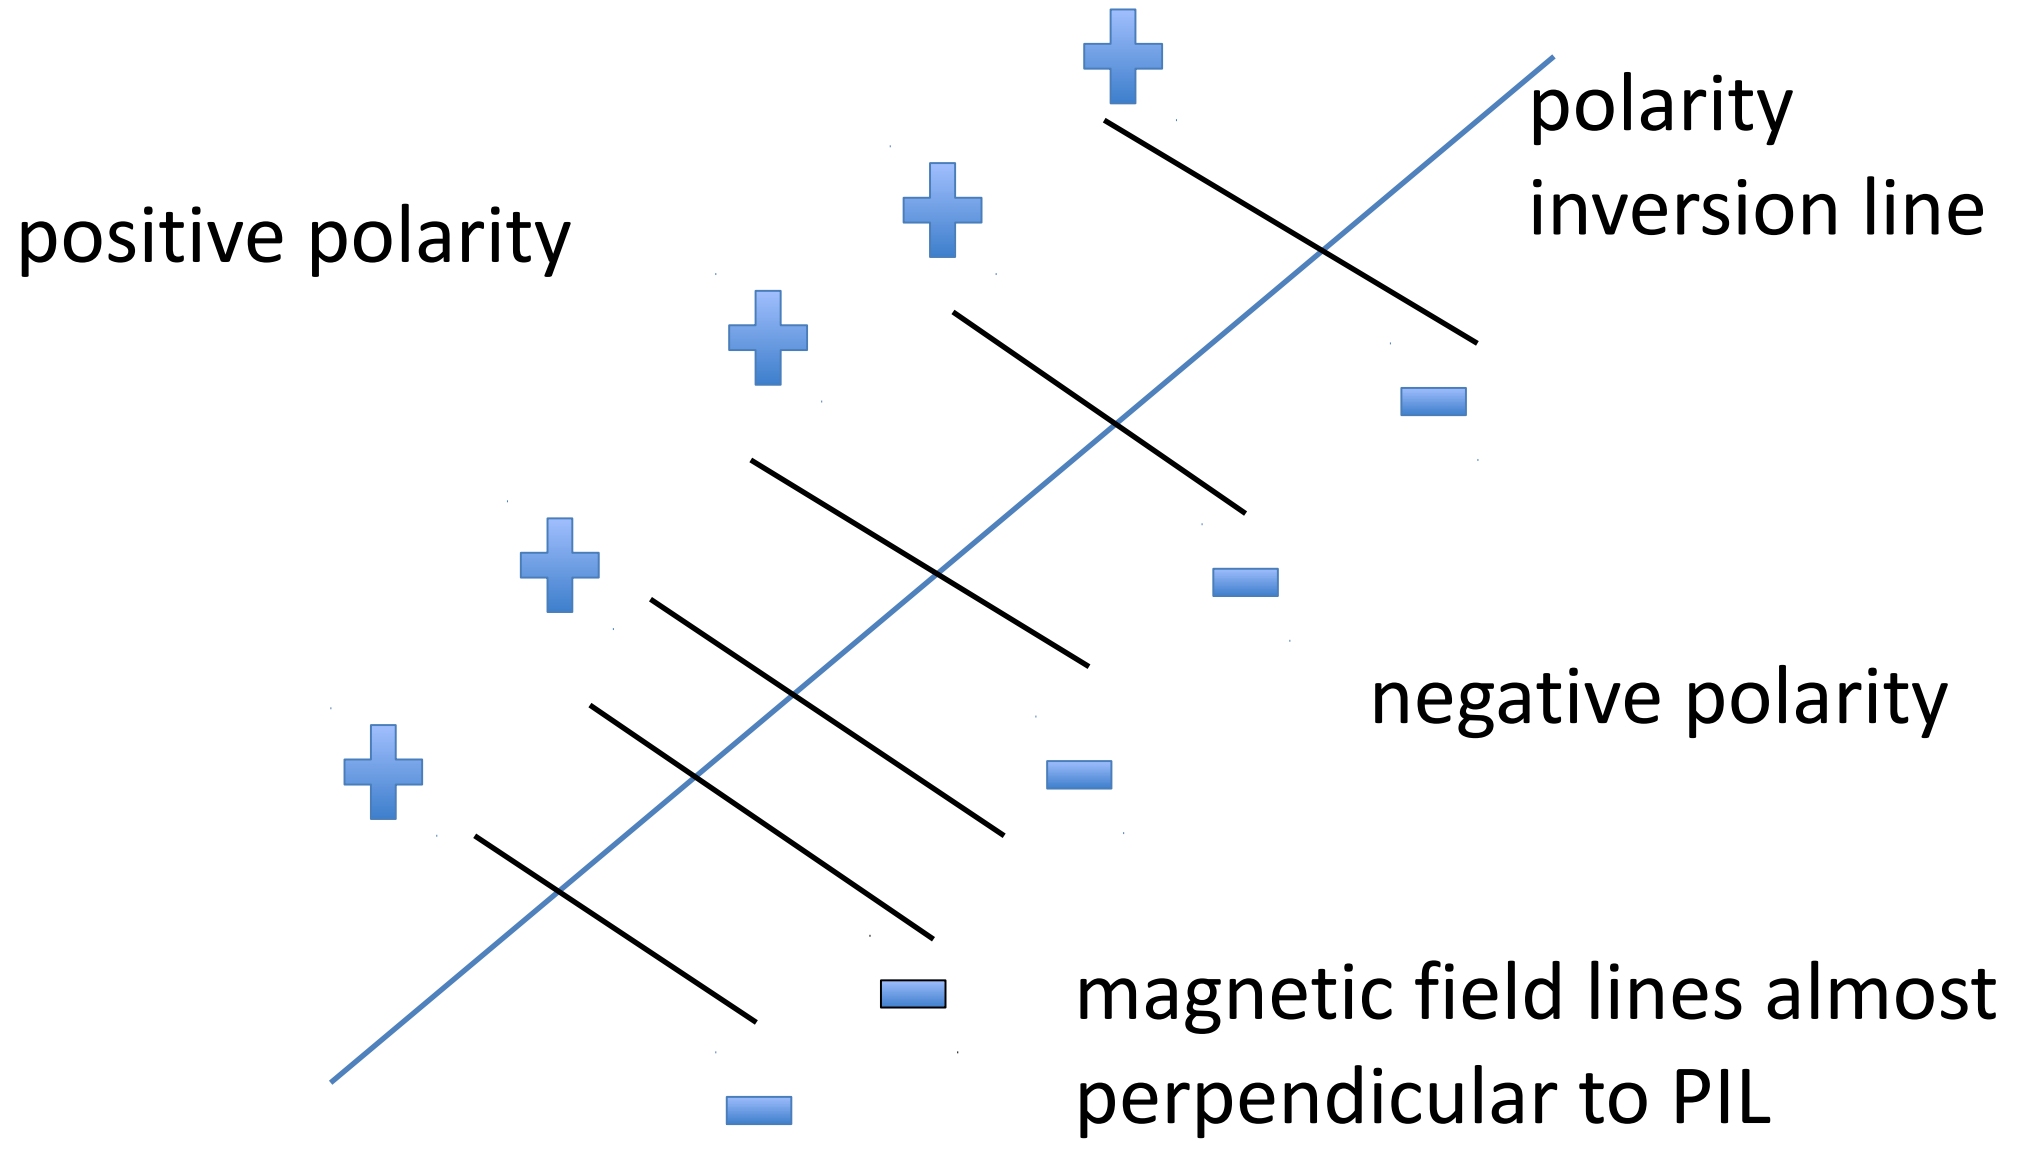 polarity
inversion line
positive polarity
negative polarity
magnetic field lines almost
perpendicular to PIL